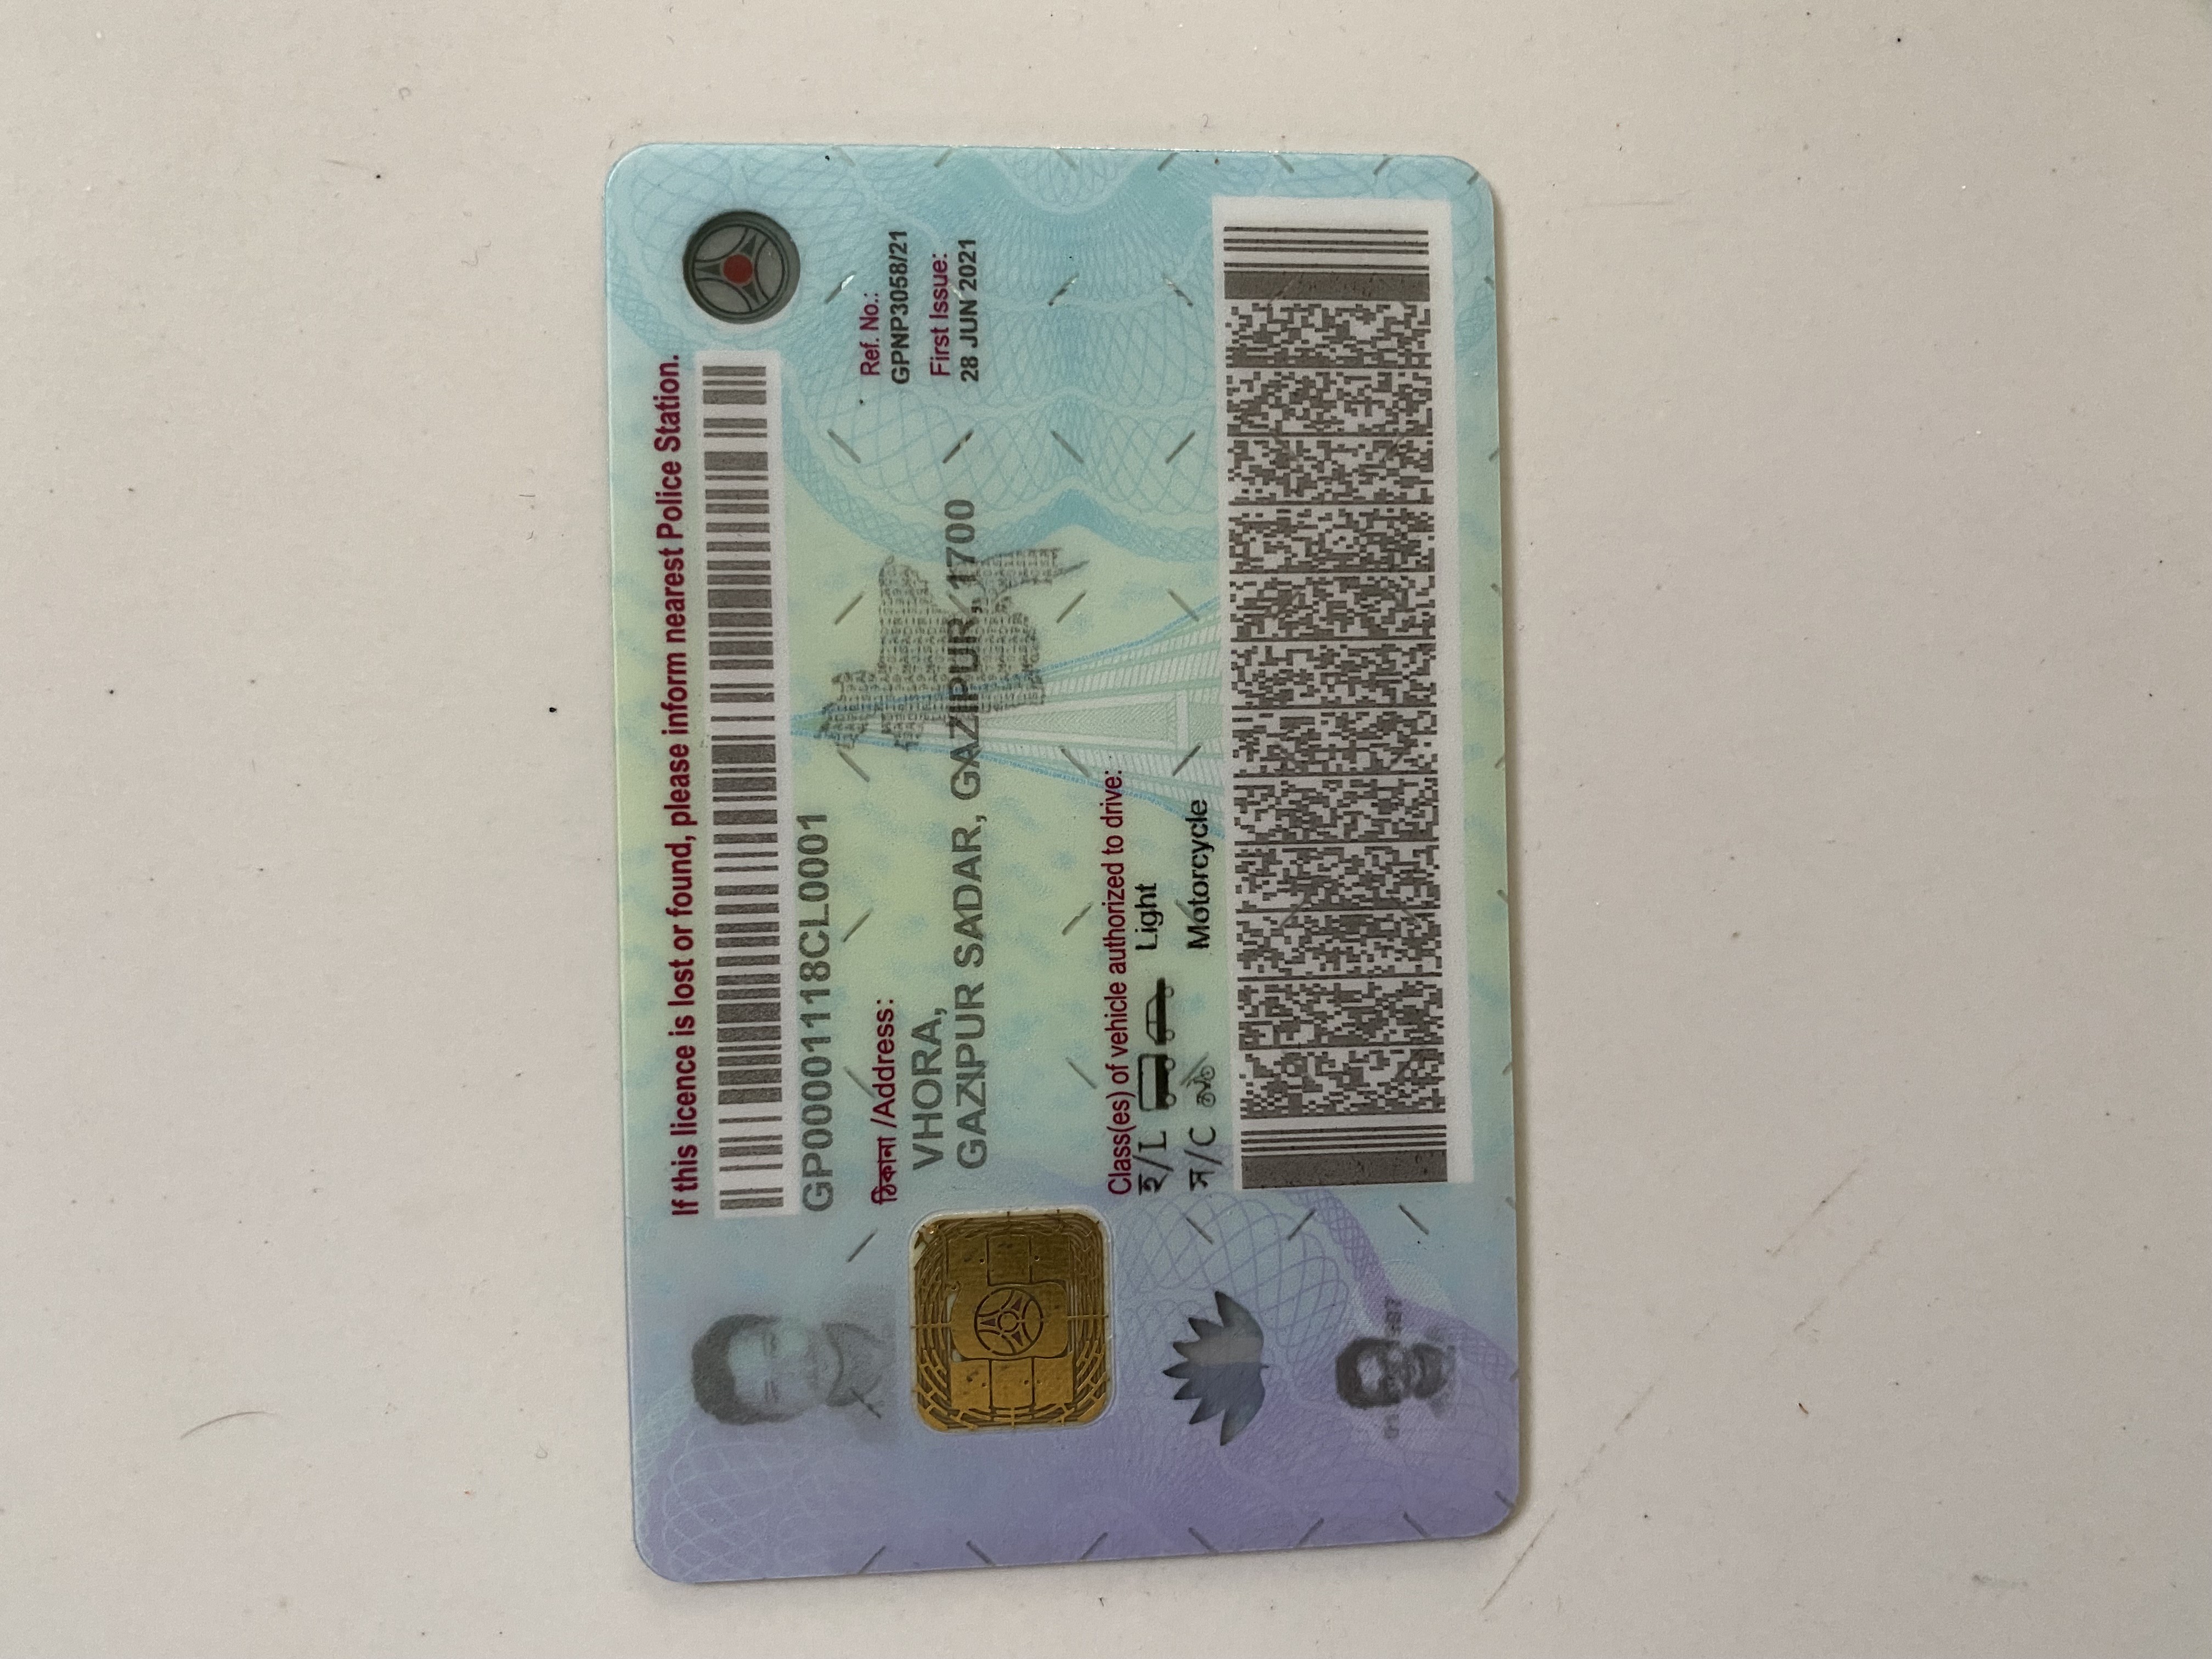 If this licence is lost or found, please inform nearest Police Station.
GP0001118CL0001
ঠিকানা /Address:
VHORA,
GAZIPUR SADAR, GAZIPUR, 1700
Ref. No.:
GPNP3058/21
First Issue:
28 JUN 2021
Class(es) of vehicle authorized to drive:
হ/L Light
ম/C Motorcycle